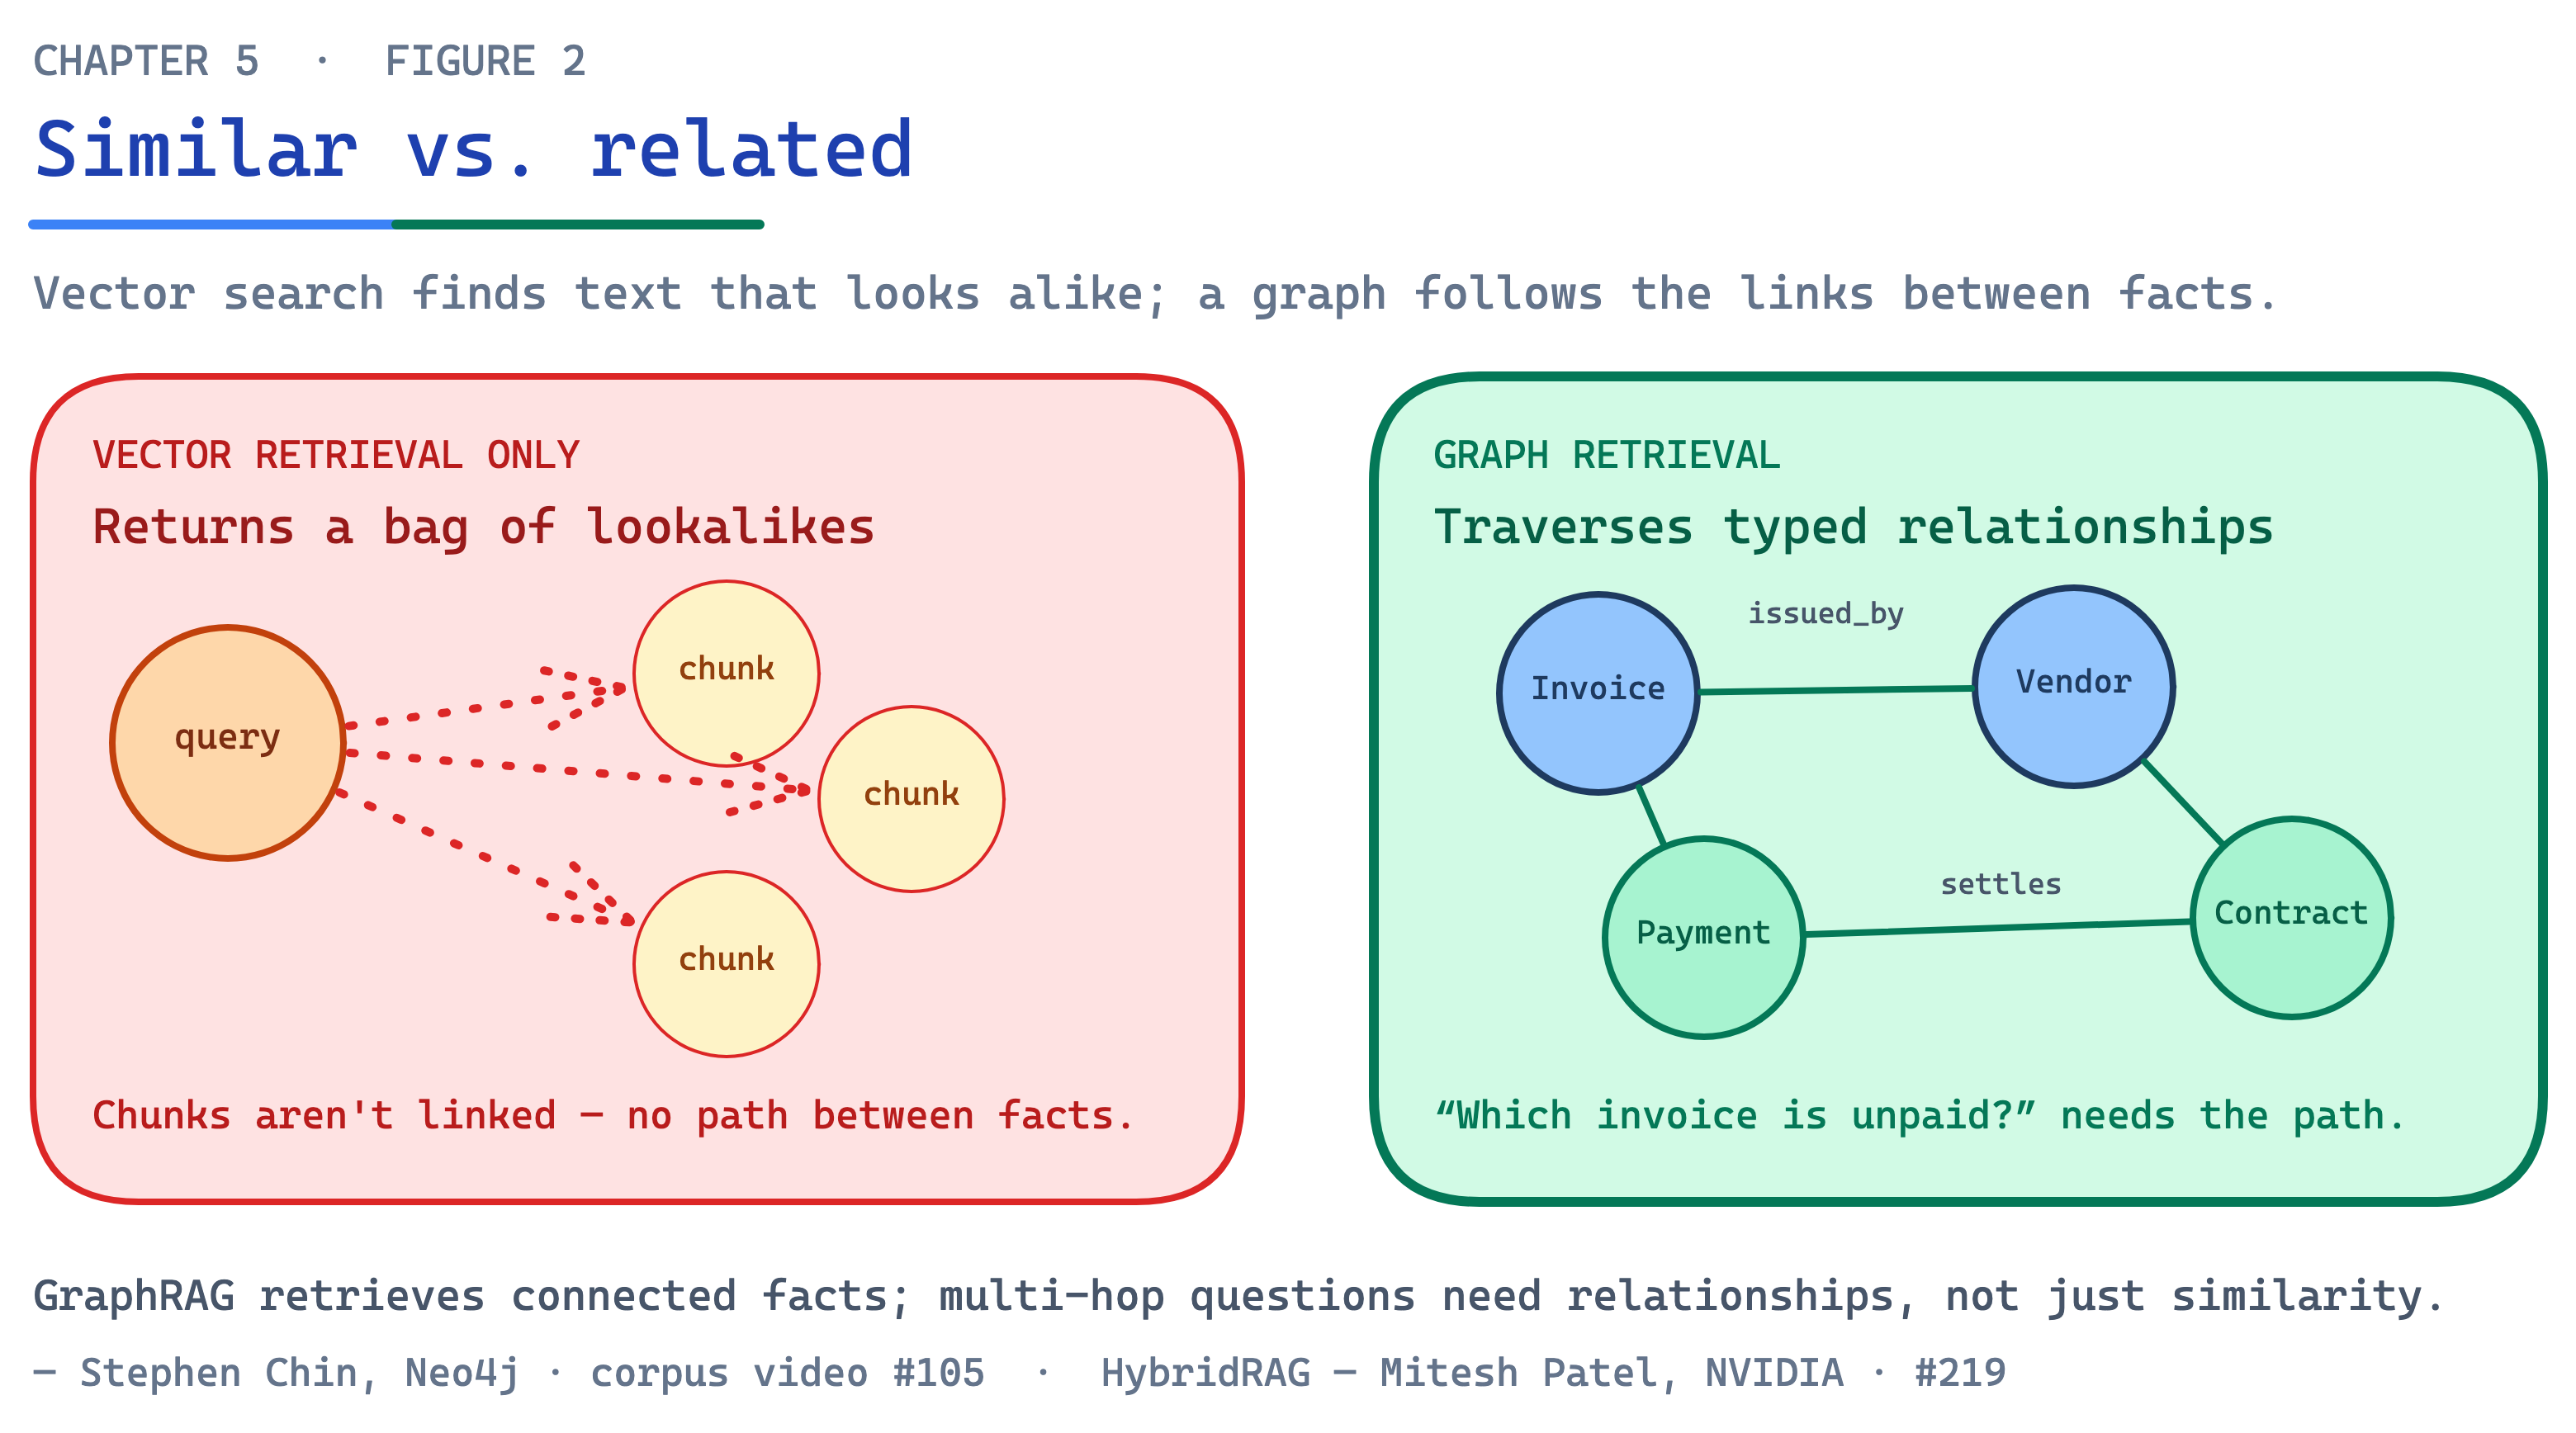 CHAPTER 5 · FIGURE 2
Similar vs. related
Vector search finds text that looks alike; a graph follows the links between facts.
VECTOR RETRIEVAL ONLY
Returns a bag of lookalikes
query
chunk
chunk
chunk
Chunks aren't linked — no path between facts.
GRAPH RETRIEVAL
Traverses typed relationships
issued_by
Invoice
Vendor
settles
Payment
Contract
“Which invoice is unpaid?” needs the path.
GraphRAG retrieves connected facts; multi-hop questions need relationships, not just similarity.
— Stephen Chin, Neo4j · corpus video #105 · HybridRAG — Mitesh Patel, NVIDIA · #219